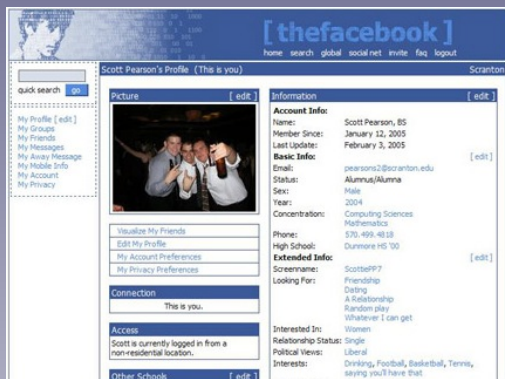 [ thefacebook ]
home search global social net invite faq logout
quick search go
My Profile [ edit ]
My Groups
My Friends
My Messages
My Away Message
My Mobile Info
My Account
My Privacy
Scott Pearson's Profile (This is you) Scranton
Picture [ edit ]
Visualize My Friends
Edit My Profile
My Account Preferences
My Privacy Preferences
Connection
This is you.
Access
Scott is currently logged in from a
non-residential location.
Other Schools [ edit ]
Information [ edit ]
Account Info:
Name: Scott Pearson, BS
Member Since: January 12, 2005
Last Update: February 3, 2005
Basic Info: [ edit ]
Email: pearsons2@scranton.edu
Status: Alumnus/Alumna
Sex: Male
Year: 2004
Concentration: Computing Sciences
Mathematics
Phone: 570.499.4818
High School: Dunmore HS '00
Extended Info: [ edit ]
Screenname: ScottiePP7
Looking For: Friendship
Dating
A Relationship
Random play
Whatever I can get
Interested In: Women
Relationship Status: Single
Political Views: Liberal
Interests: Drinking, Football, Basketball, Tennis,
saying you'll have that